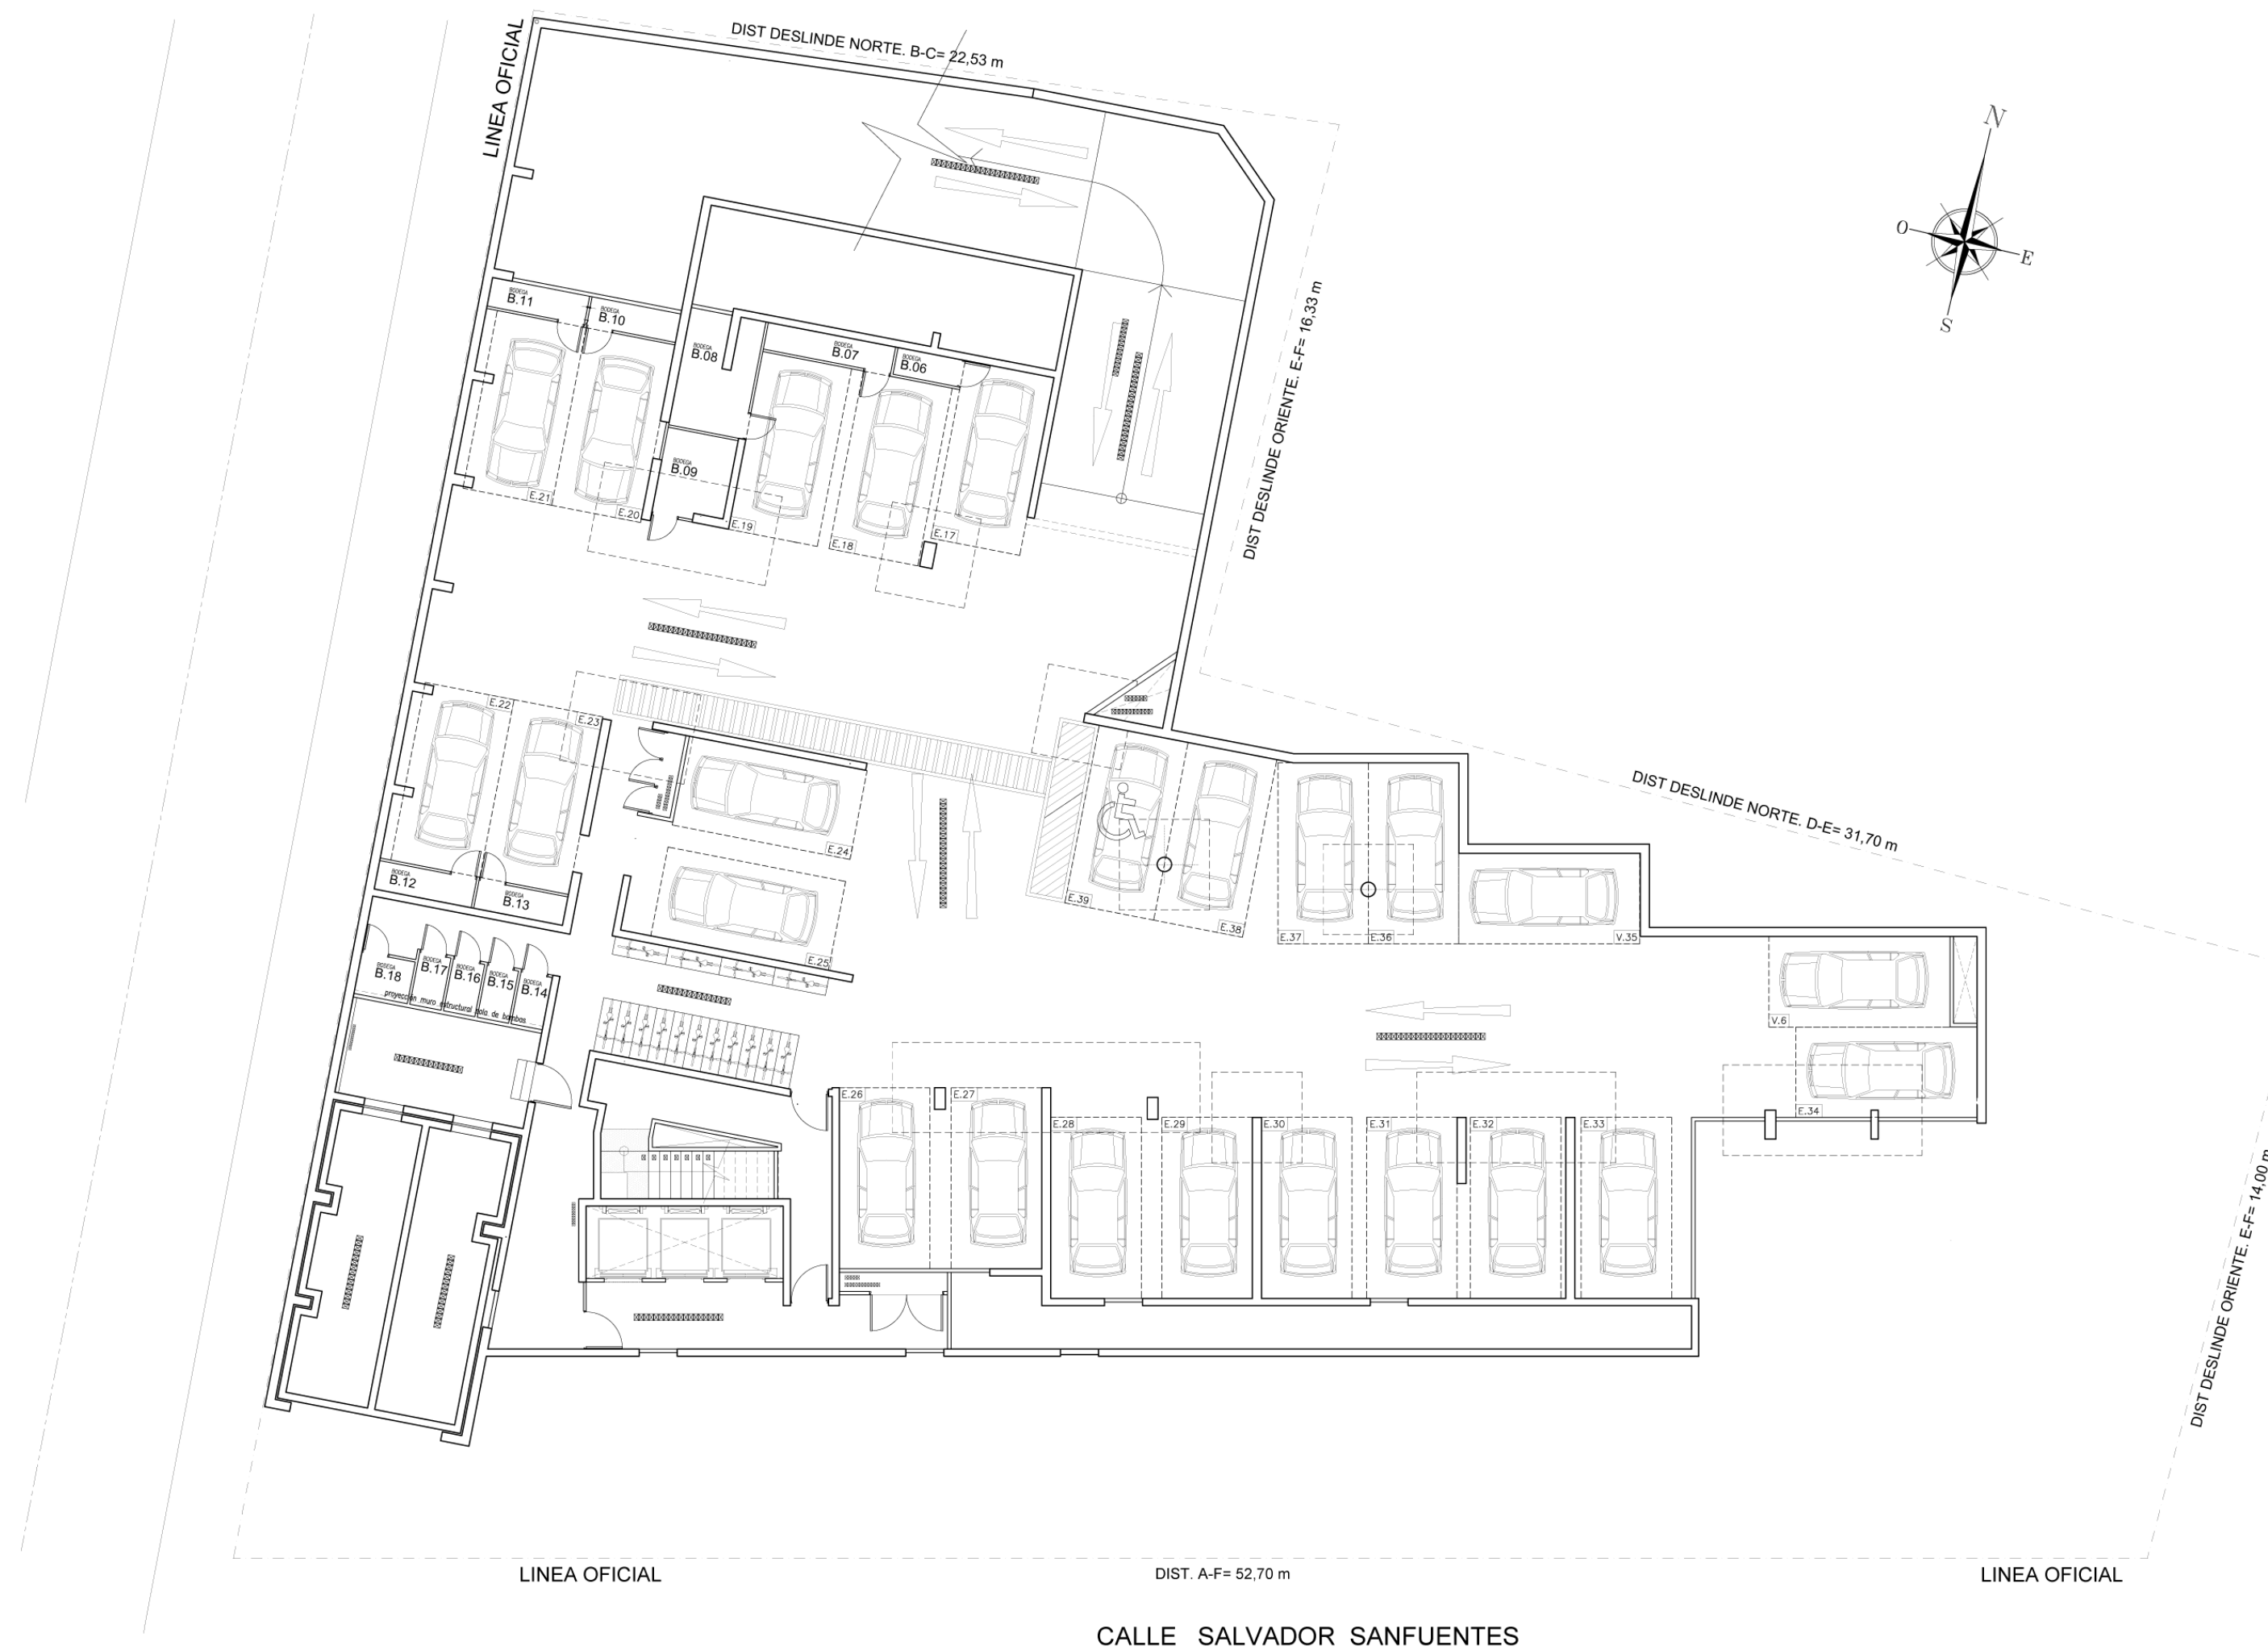 LINEA OFICIAL
DIST DESLINDE NORTE. B-C= 22,53 m
N
O
E
S
DIST DESLINDE ORIENTE. E-F= 16,33 m
BODEGA
B.11
BODEGA
B.10
BODEGA
B.08
BODEGA
B.07
BODEGA
B.06
BODEGA
B.09
E.21
E.20
E.19
E.18
E.17
E.22
E.23
E.24
E.25
BODEGA
B.12
BODEGA
B.13
BODEGA
B.18
BODEGA
B.17
BODEGA
B.16
BODEGA
B.15
BODEGA
B.14
proyección muro estructural sala de bombas
E.39
E.38
E.37
E.36
V.35
DIST DESLINDE NORTE. D-E= 31,70 m
V.6
E.34
E.26
E.27
E.28
E.29
E.30
E.31
E.32
E.33
DIST DESLINDE ORIENTE. E-F= 14,00 m
LINEA OFICIAL
DIST. A-F= 52,70 m
LINEA OFICIAL
CALLE SALVADOR SANFUENTES